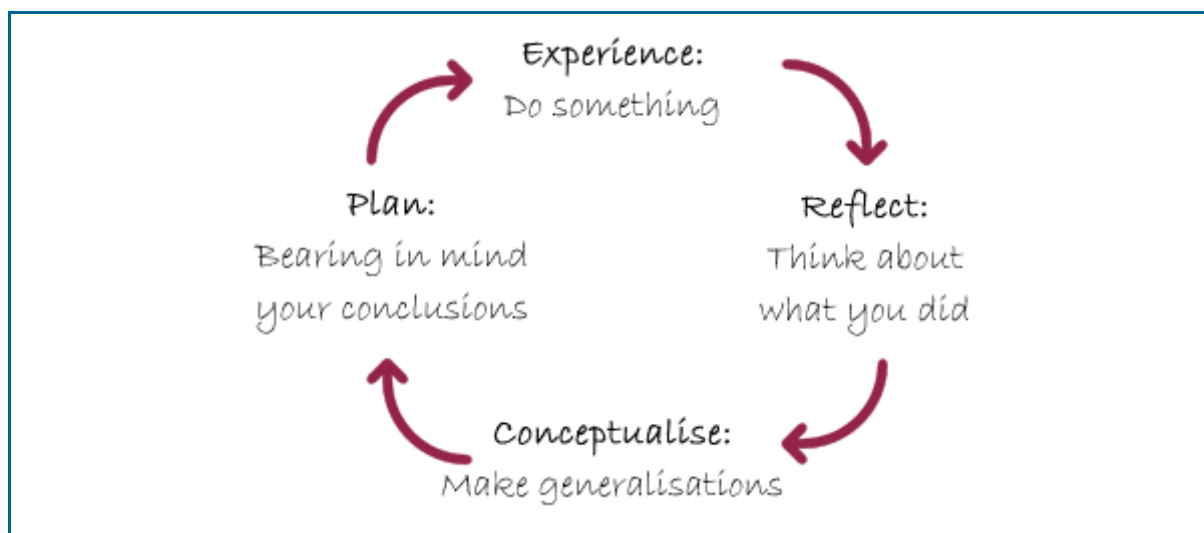 Experience:
Do something
Reflect:
Think about
what you did
Conceptualise:
Make generalisations
Plan:
Bearing in mind
your conclusions